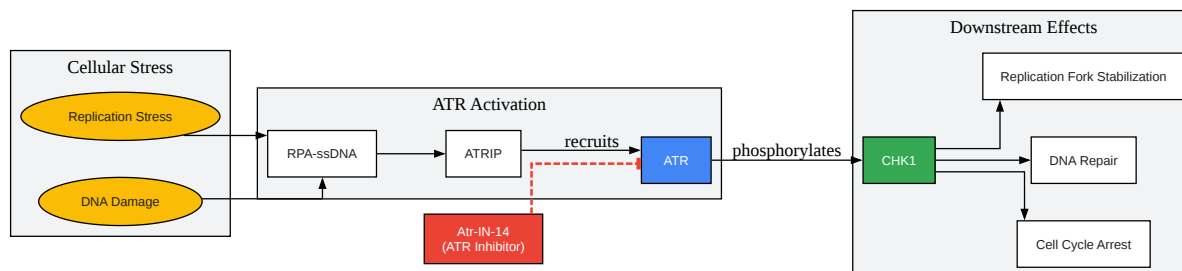 Cellular Stress
Replication Stress
DNA Damage
ATR Activation
RPA-ssDNA
ATRIP
recruits
ATR
Atr-IN-14
(ATR Inhibitor)
phosphorylates
Downstream Effects
CHK1
Replication Fork Stabilization
DNA Repair
Cell Cycle Arrest